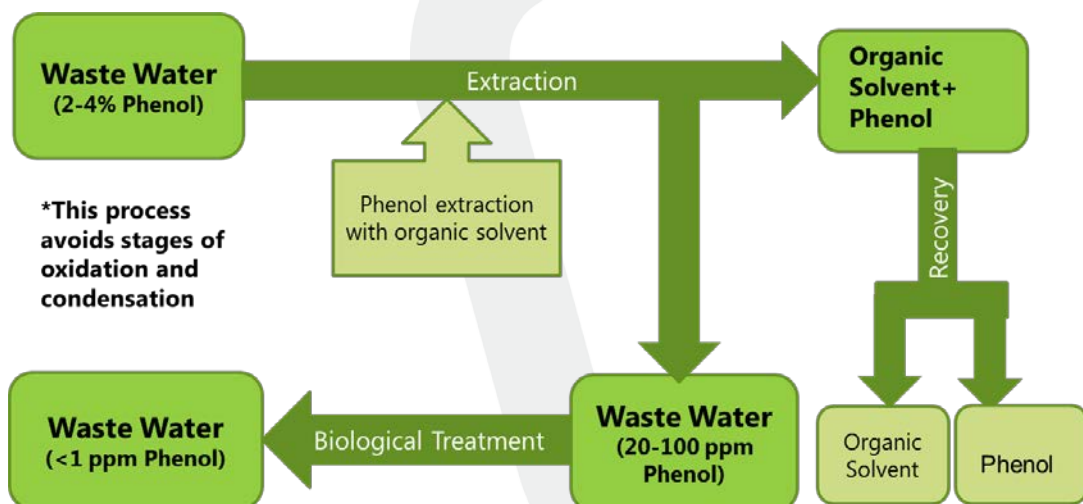 Waste Water
(2-4% Phenol)
Extraction
Organic
Solvent+
Phenol
Phenol extraction
with organic solvent
*This process
avoids stages of
oxidation and
condensation
Recovery
Waste Water
(<1 ppm Phenol)
Biological Treatment
Waste Water
(20-100 ppm
Phenol)
Organic
Solvent
Phenol